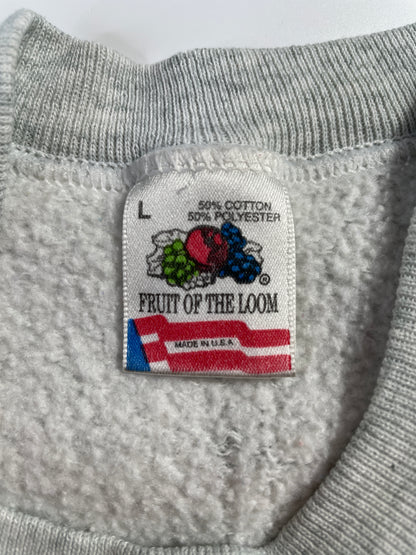 L
50% COTTON
50% POLYESTER
®
FRUIT OF THE LOOM
MADE IN U.S.A